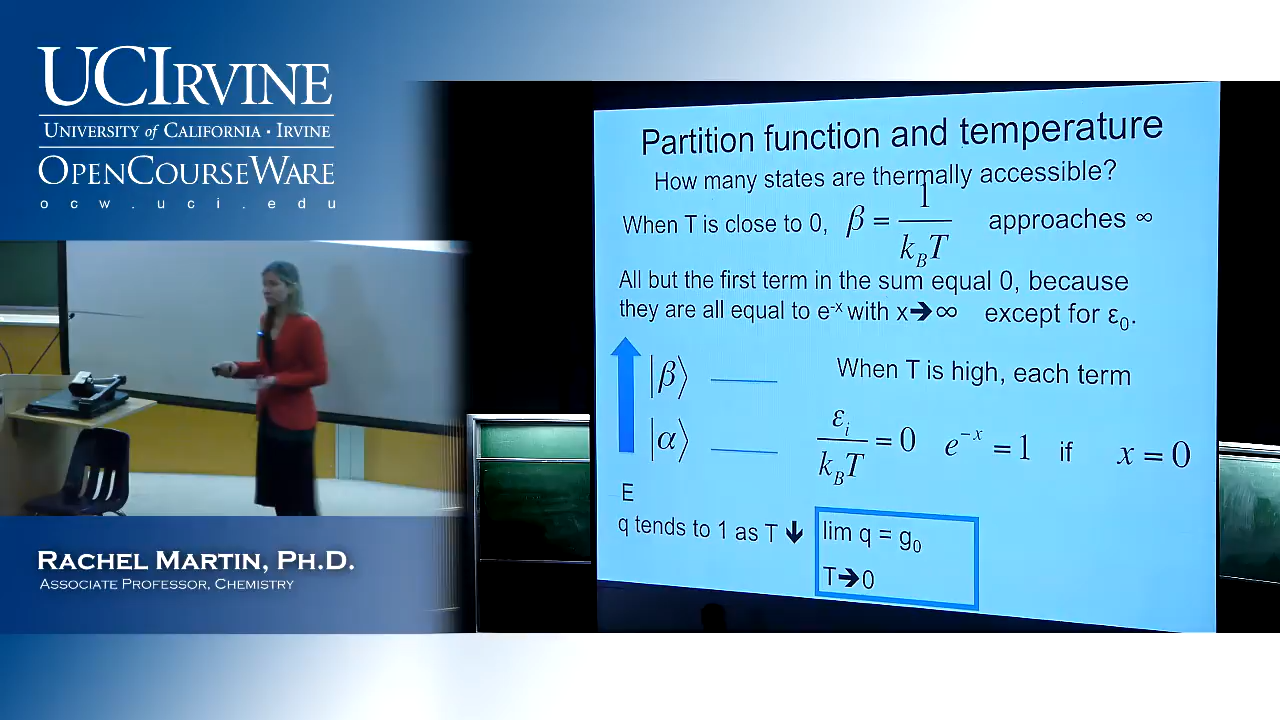 UCIRVINE
UNIVERSITY of CALIFORNIA · IRVINE
OPENCOURSEWARE
ocw.uci.edu
RACHEL MARTIN, PH.D.
ASSOCIATE PROFESSOR, CHEMISTRY
Partition function and temperature
How many states are thermally accessible?
When T is close to 0, β = 1/k_BT approaches ∞
All but the first term in the sum equal 0, because
they are all equal to e⁻ˣ with x➔∞ except for ε₀.
|β⟩
When T is high, each term
|α⟩
ε_i/k_BT = 0 e⁻ˣ = 1 if x = 0
E
q tends to 1 as T ↓
lim q = g₀
T➔0